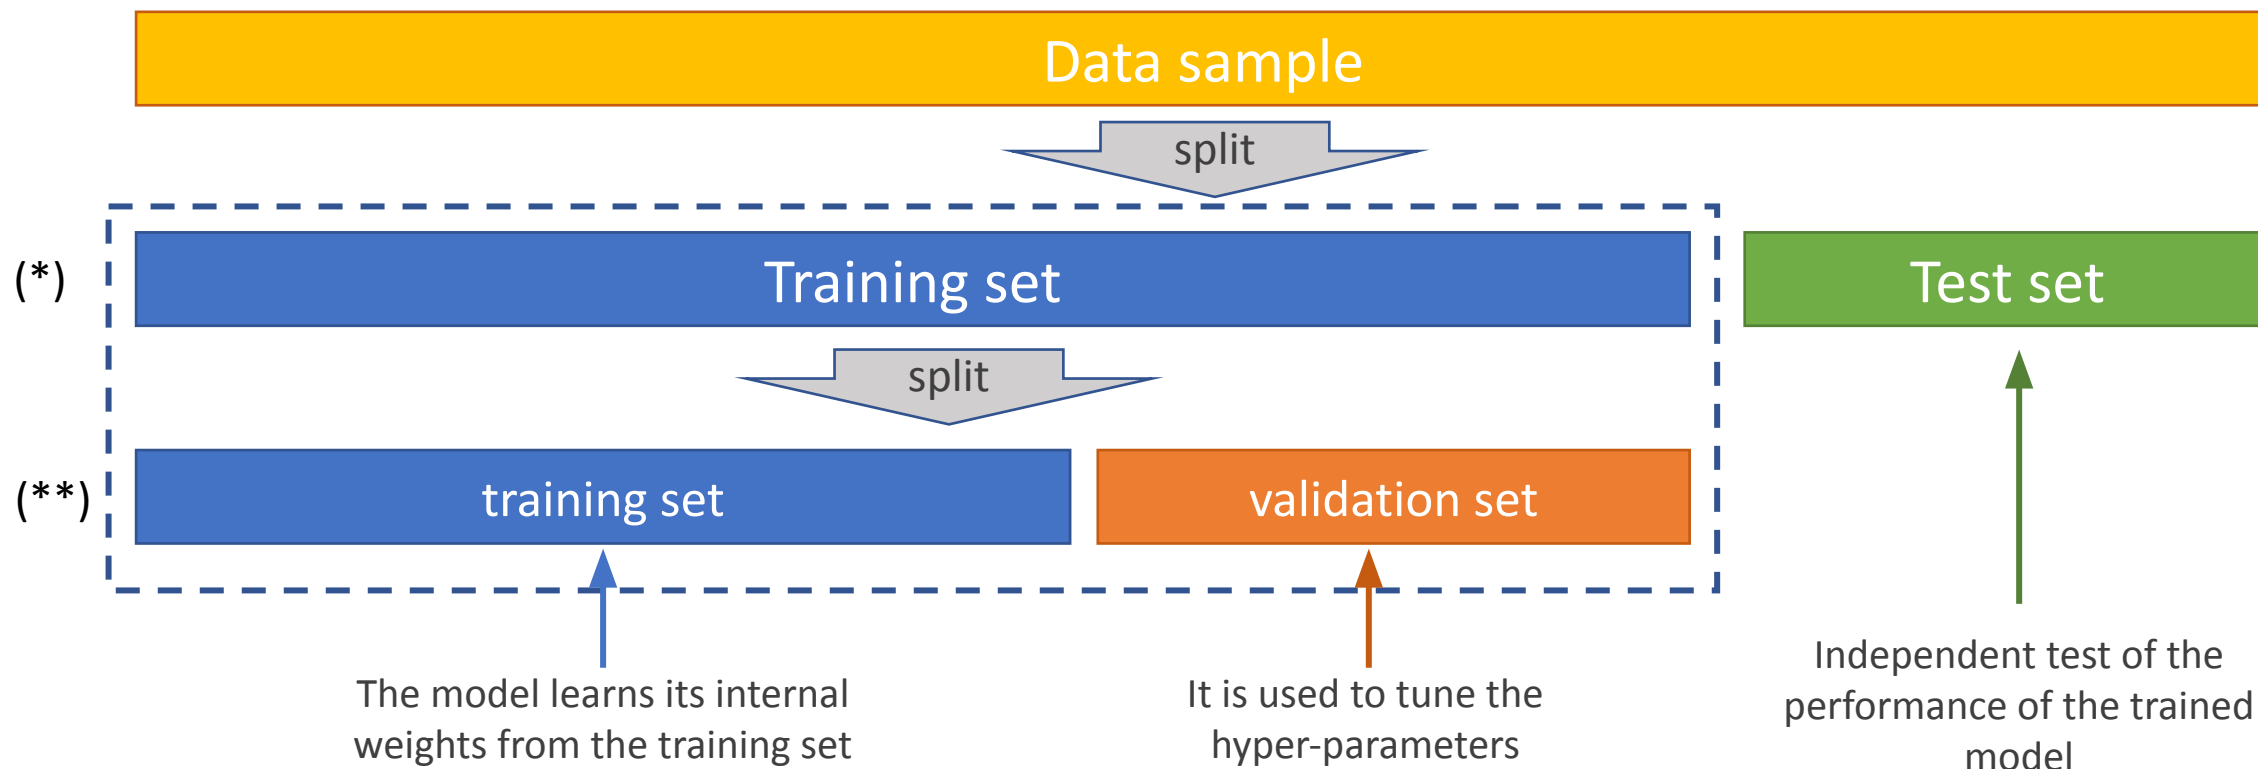 Data sample
split
(*)
Training set
Test set
split
(**)
training set
validation set
The model learns its internal
weights from the training set
It is used to tune the
hyper-parameters
Independent test of the
performance of the trained
model